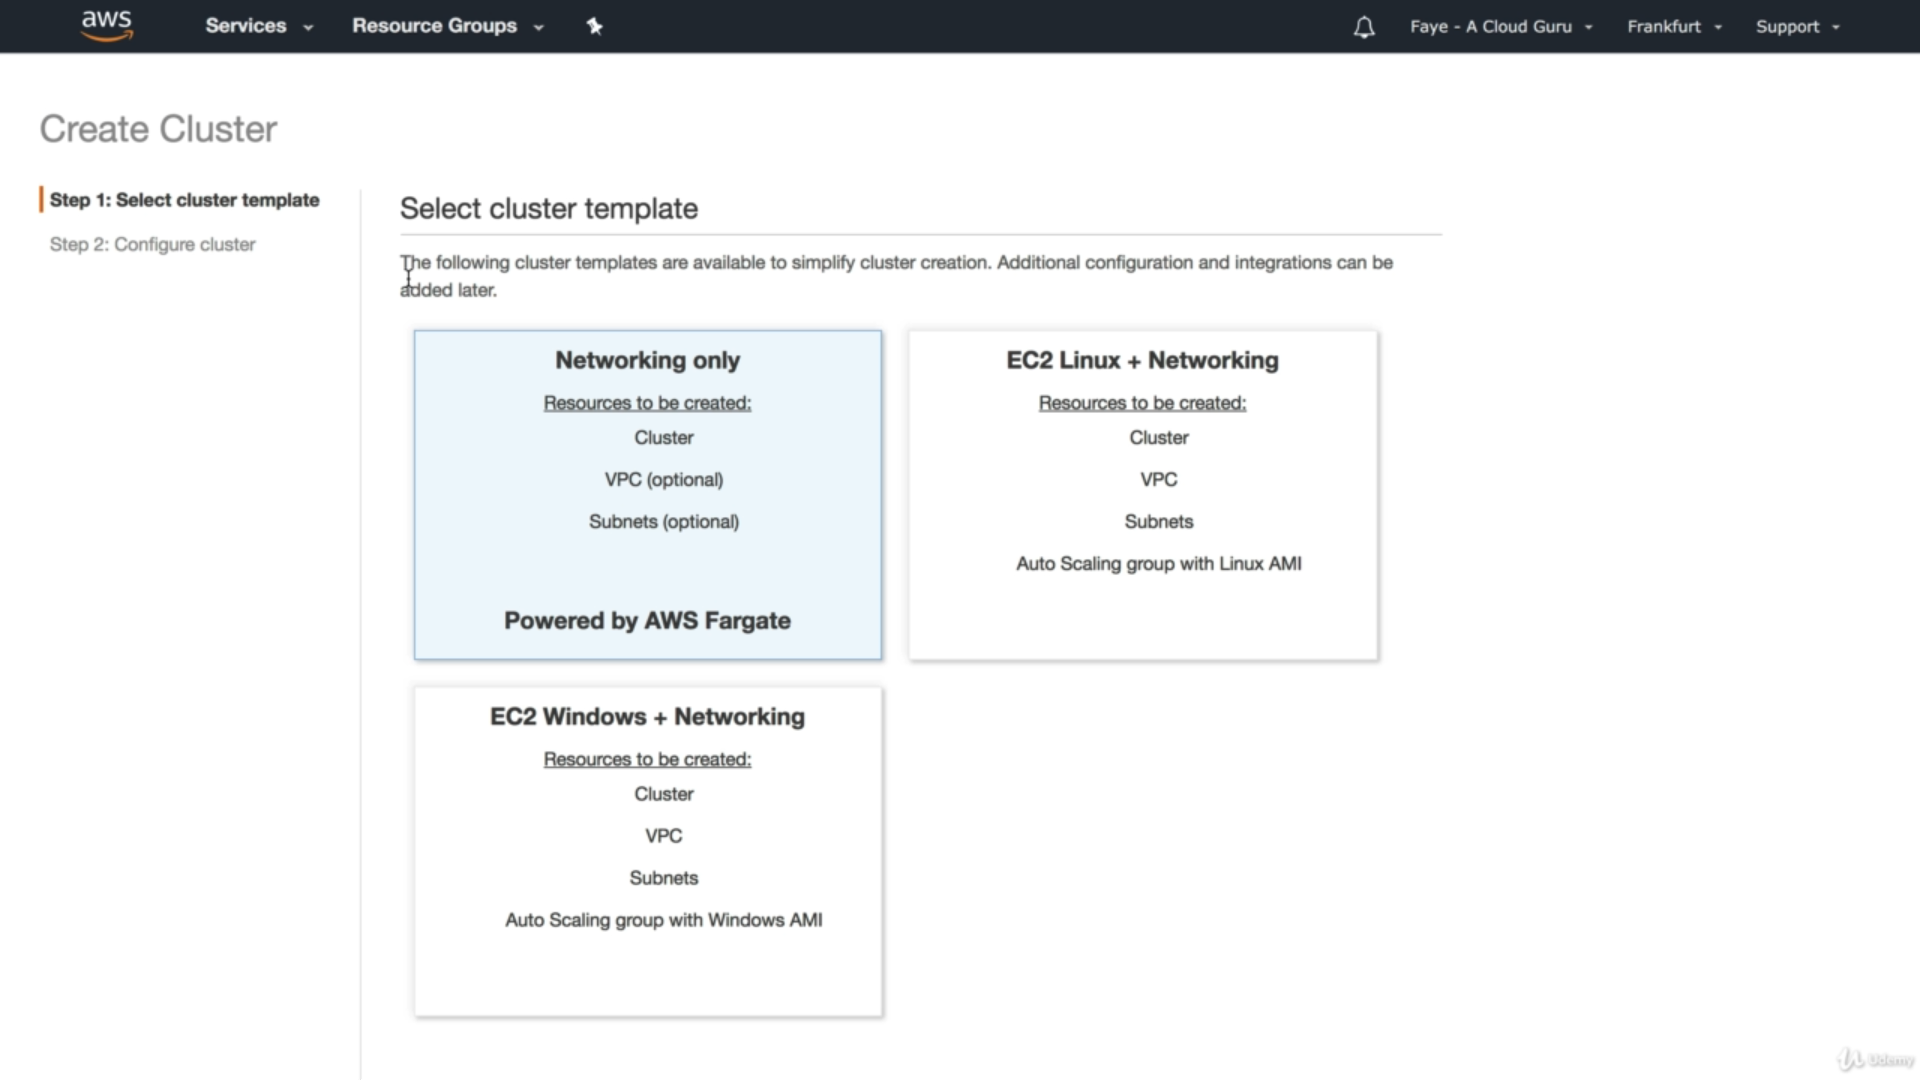 aws Services Resource Groups Faye - A Cloud Guru Frankfurt Support
Create Cluster
Step 1: Select cluster template
Step 2: Configure cluster
Select cluster template
The following cluster templates are available to simplify cluster creation. Additional configuration and integrations can be
added later.
Networking only
Resources to be created:
Cluster
VPC (optional)
Subnets (optional)
Powered by AWS Fargate
EC2 Linux + Networking
Resources to be created:
Cluster
VPC
Subnets
Auto Scaling group with Linux AMI
EC2 Windows + Networking
Resources to be created:
Cluster
VPC
Subnets
Auto Scaling group with Windows AMI
Udemy